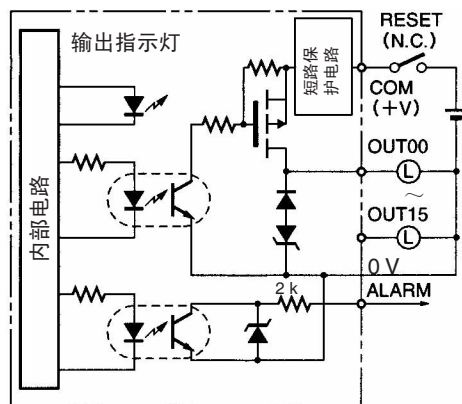 输出指示灯
内部电路
短路保
护电路
RESET
(N.C.)
COM
(+V)
OUT00
L
~
OUT15
L
0 V
2 k
ALARM